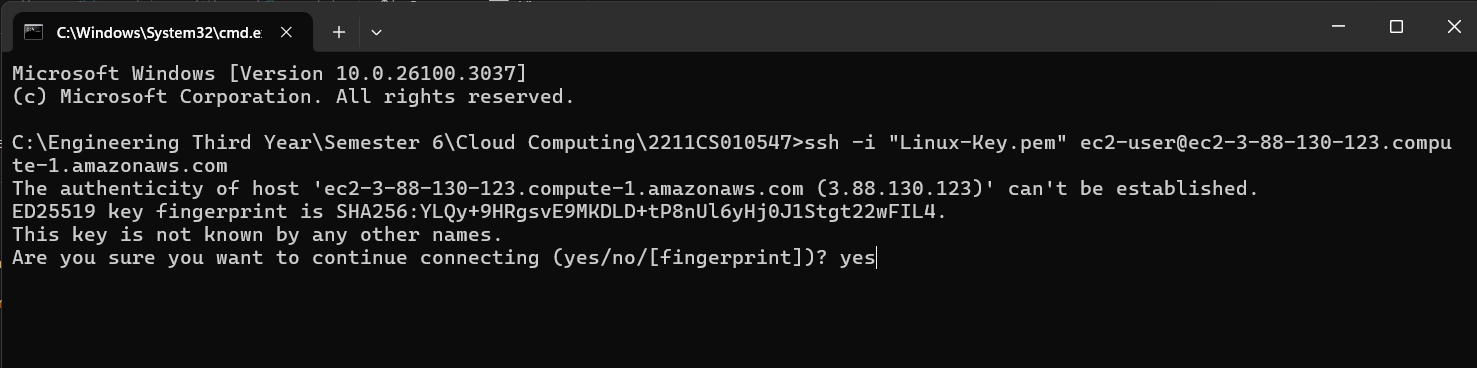 C:\Windows\System32\cmd.e
Microsoft Windows [Version 10.0.26100.3037]
(c) Microsoft Corporation. All rights reserved.
C:\Engineering Third Year\Semester 6\Cloud Computing\2211CS010547>ssh -i "Linux-Key.pem" ec2-user@ec2-3-88-130-123.compu
te-1.amazonaws.com
The authenticity of host 'ec2-3-88-130-123.compute-1.amazonaws.com (3.88.130.123)' can't be established.
ED25519 key fingerprint is SHA256:YLQy+9HRgsvE9MKDLD+tP8nUl6yHj0J1Stgt22wFIL4.
This key is not known by any other names.
Are you sure you want to continue connecting (yes/no/[fingerprint])? yes